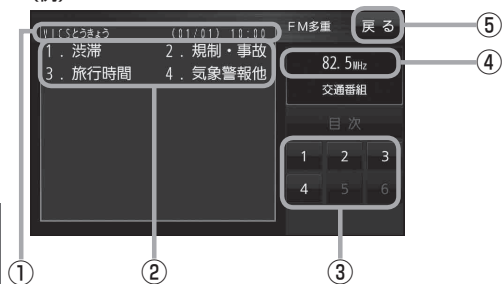 VICSとうきょう (01/01) 10:00
1．渋滞 2．規制・事故
3．旅行時間 4．気象警報他
FM多重 戻る
82.5MHz
交通番組
目次
1 2 3
4 5 6
① ② ③ ④ ⑤